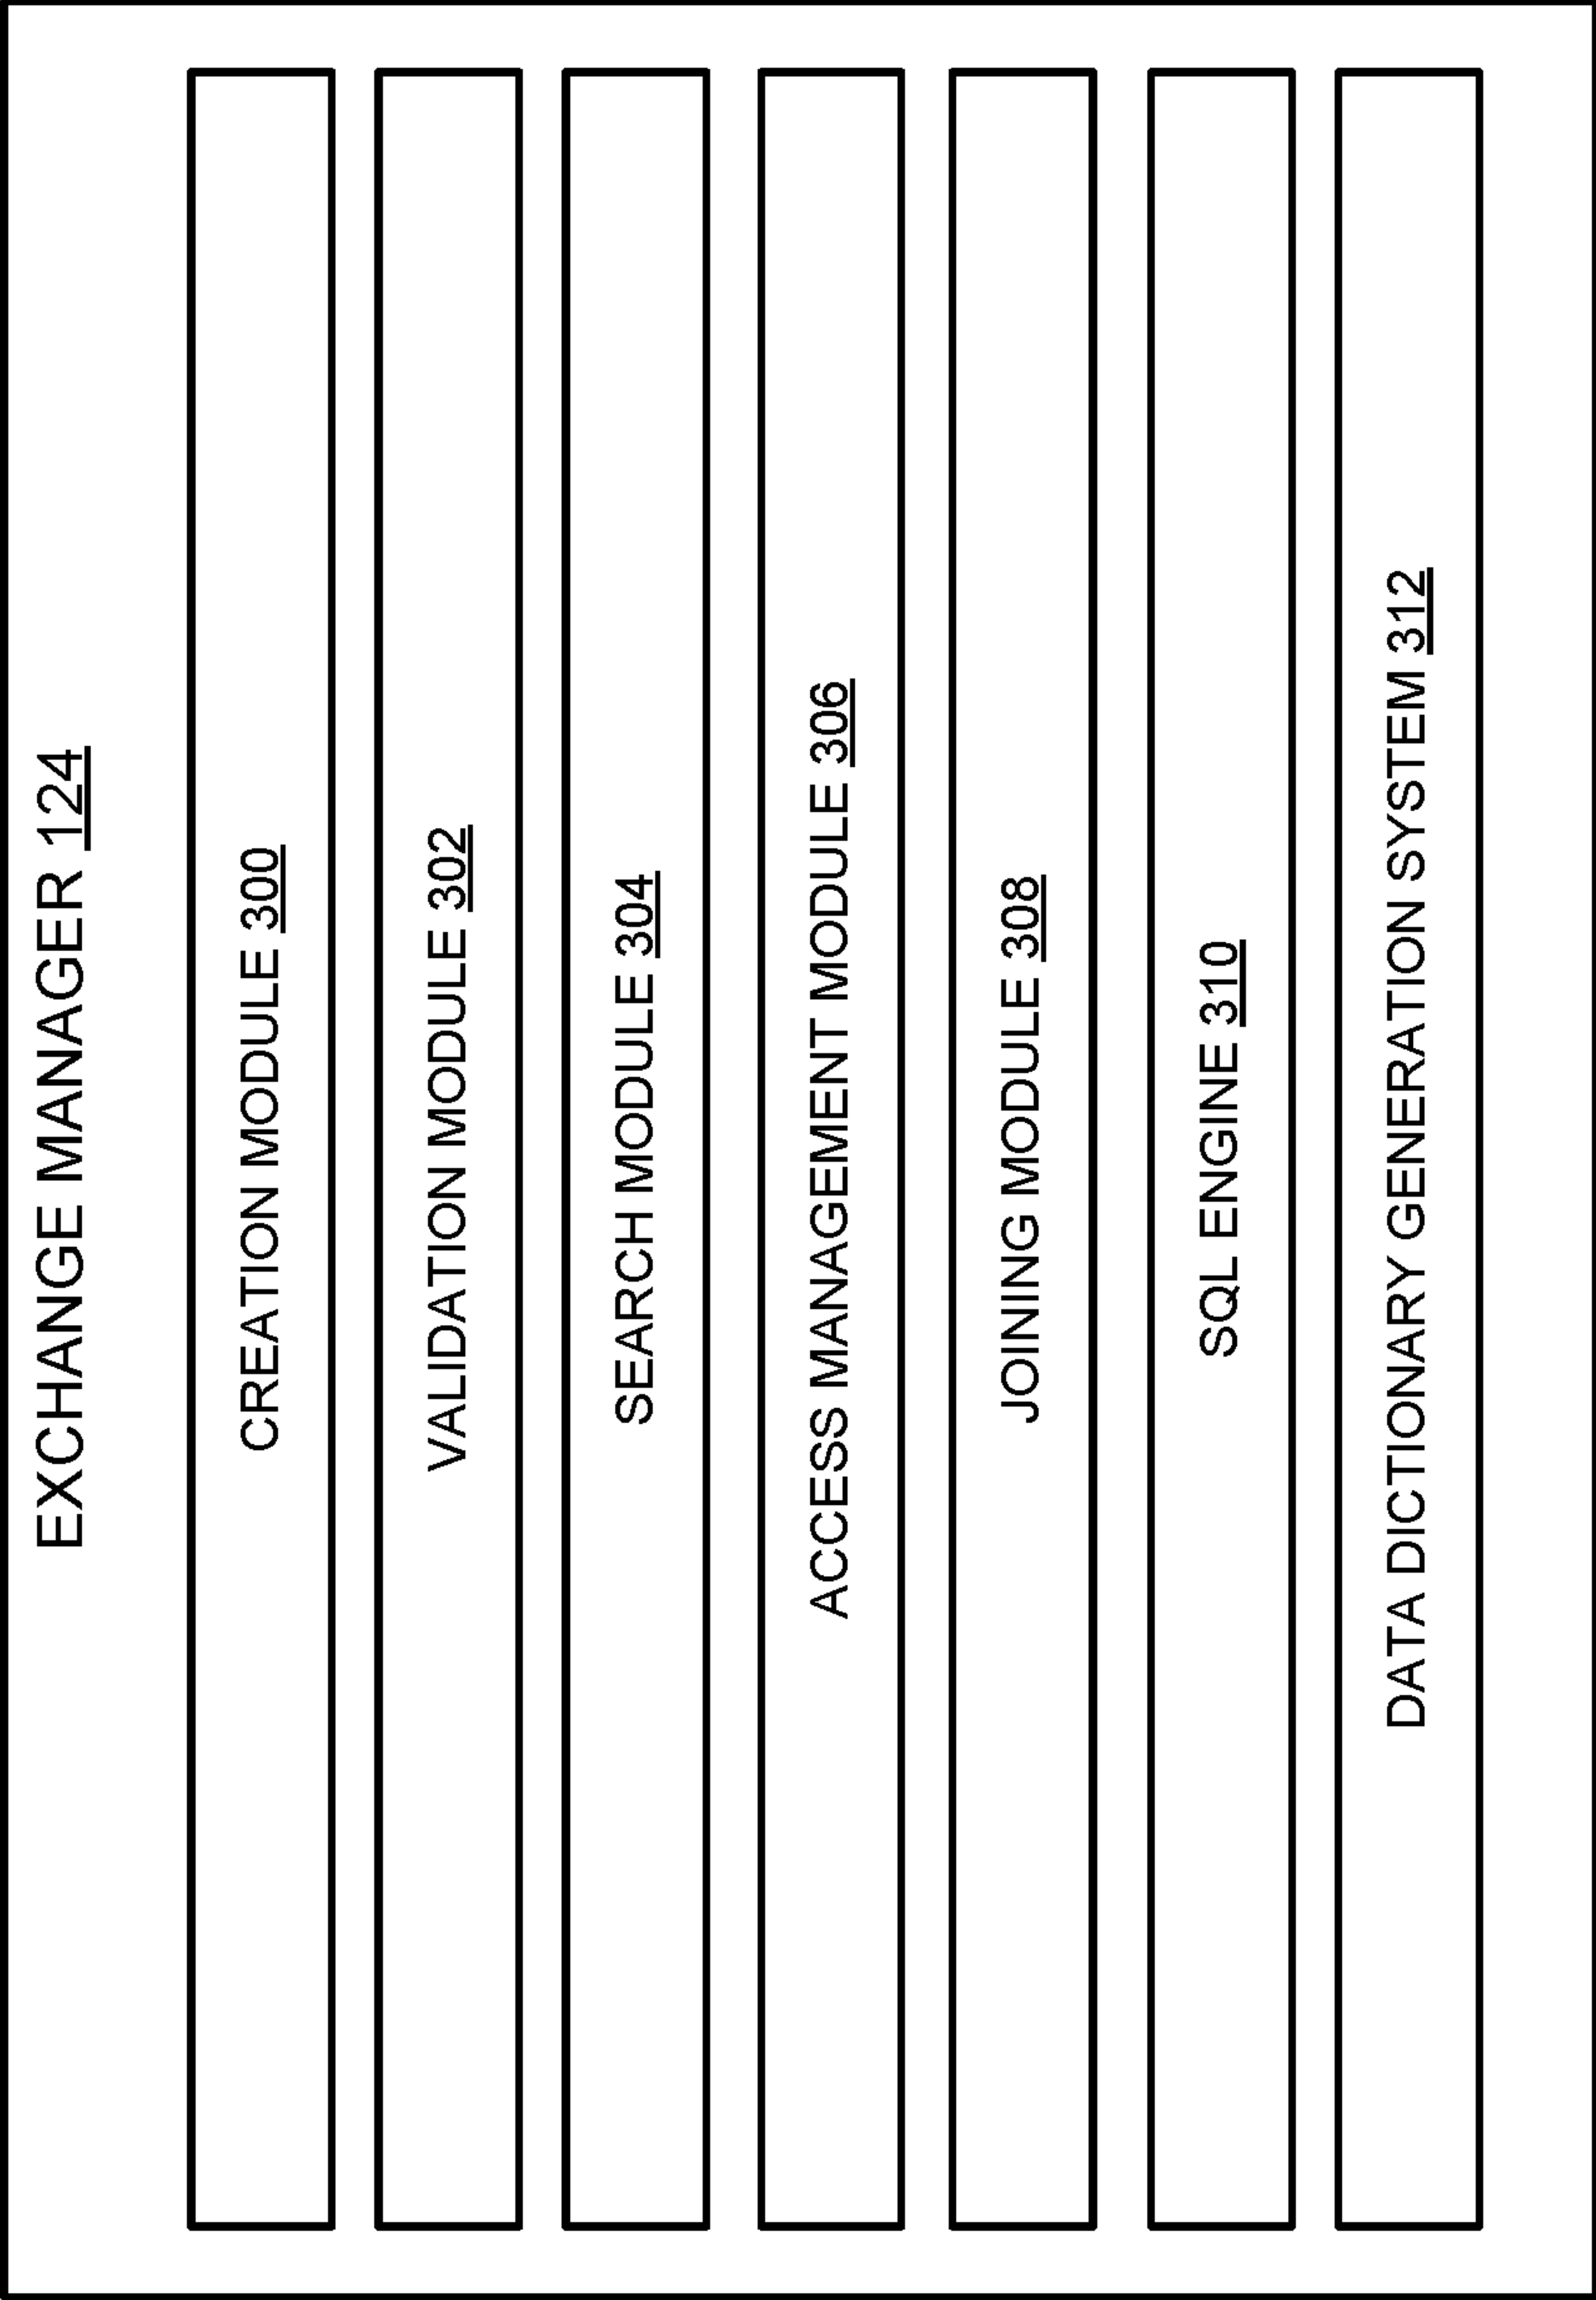 EXCHANGE MANAGER 124
CREATION MODULE 300
VALIDATION MODULE 302
SEARCH MODULE 304
ACCESS MANAGEMENT MODULE 306
JOINING MODULE 308
SQL ENGINE 310
DATA DICTIONARY GENERATION SYSTEM 312